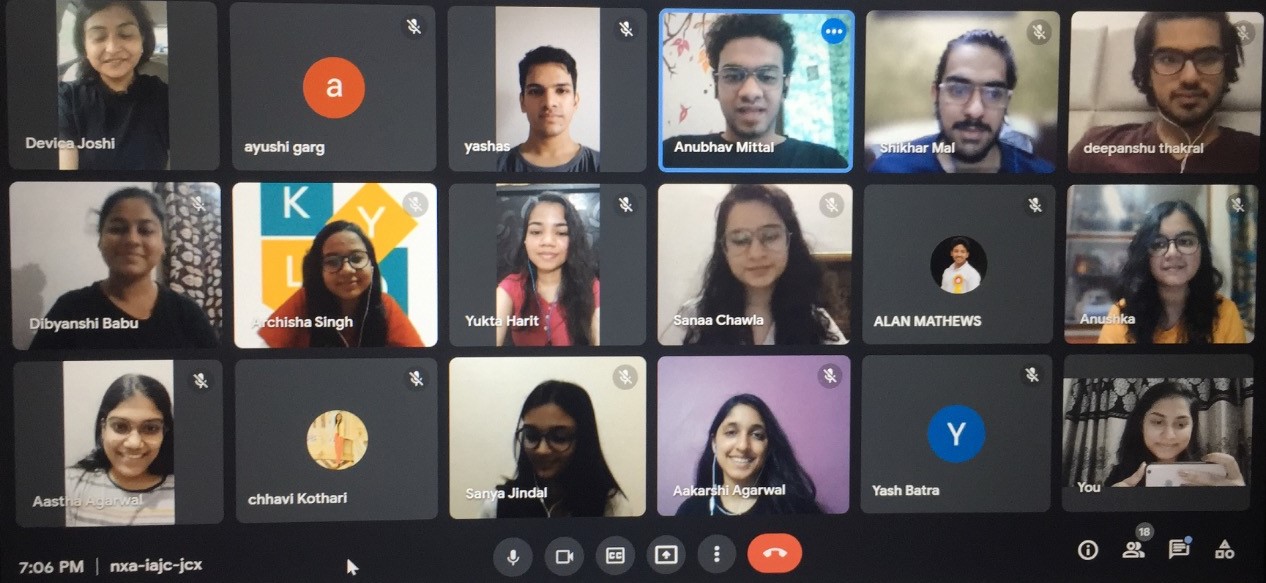 Devica Joshi
a
ayushi garg
yashas
Anubhav Mittal
Shikhar Mal
deepanshu thakral
Dibyanshi Babu
K Y
L
Archisha Singh
Yukta Harit
Sanaa Chawla
ALAN MATHEWS
Anushka
Aastha Agarwal
chhavi Kothari
Sanya Jindal
Aakarshi Agarwal
Y
Yash Batra
You
7:06 PM | nxa-iajc-jcx
CC
18